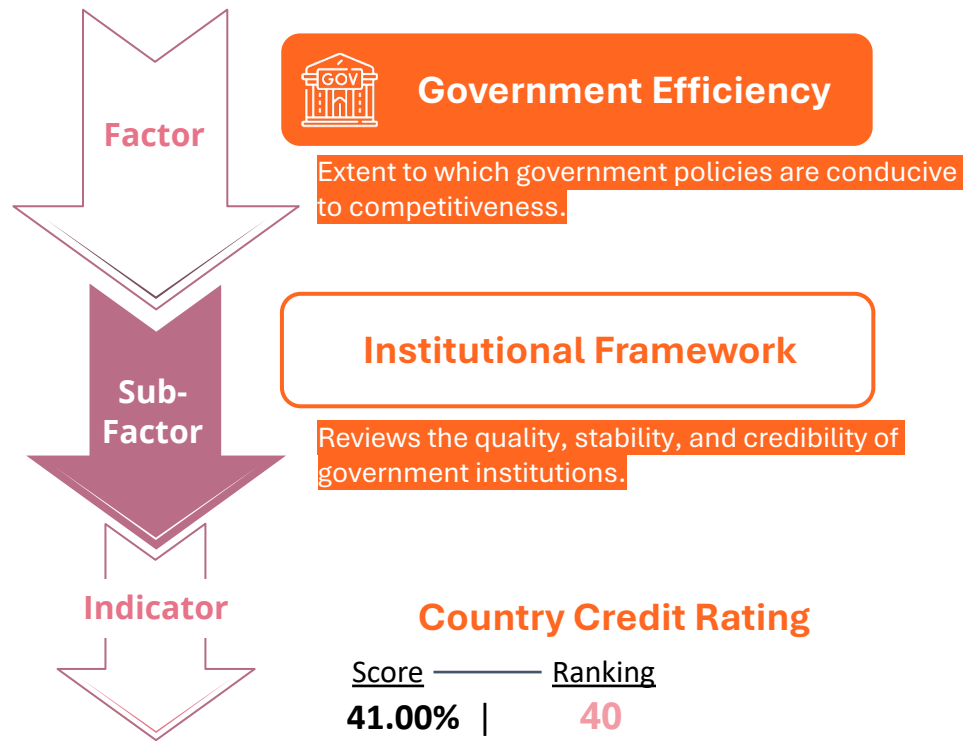 Factor
GOV
Government Efficiency
Extent to which government policies are conducive
to competitiveness.
Sub-
Factor
Institutional Framework
Reviews the quality, stability, and credibility of
government institutions.
Indicator
Country Credit Rating
Score Ranking
41.00% | 40